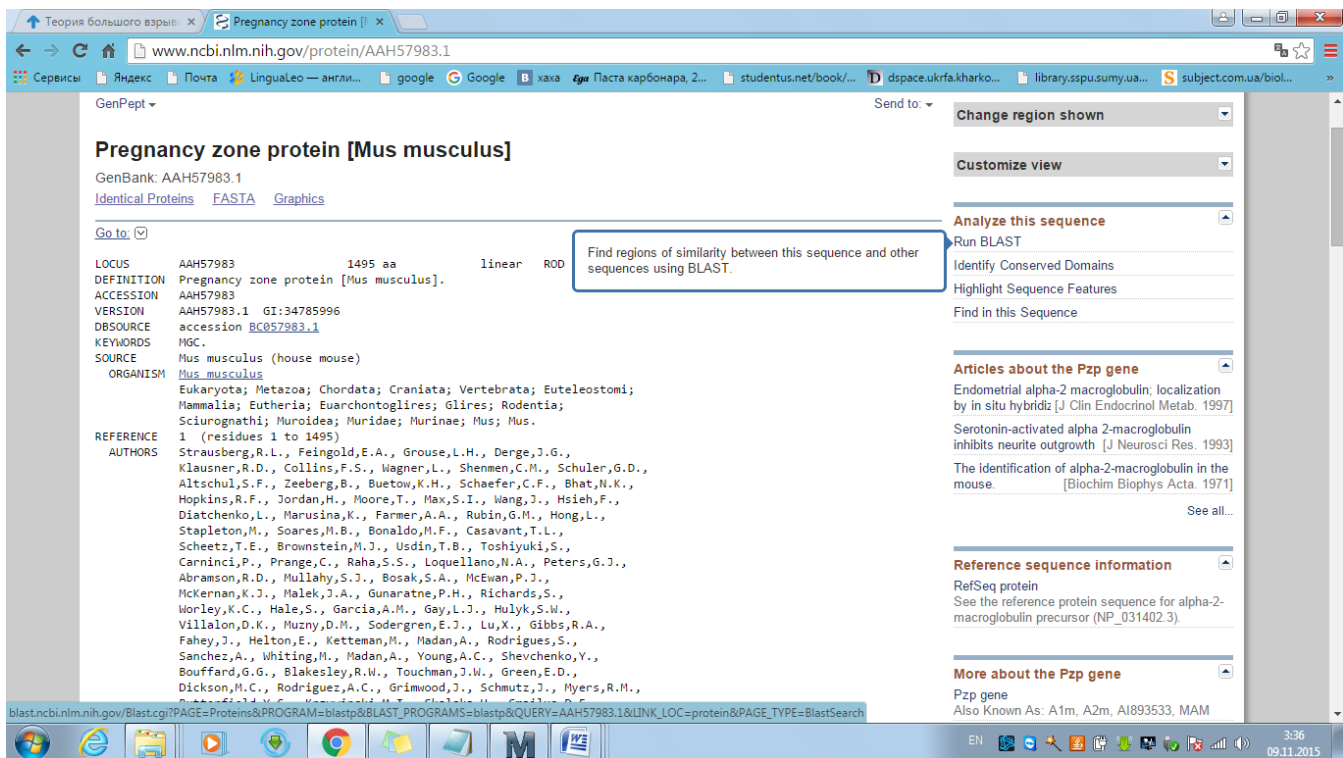 Теория большого взрыв
Pregnancy zone protein [M
www.ncbi.nlm.nih.gov/protein/AAH57983.1
Сервисы Яндекс Почта LinguaLeo — англи... google Google хаха Паста карбонара, 2... studentus.net/book/... dspace.ukrfa.kharko... library.sspu.sumy.ua... subject.com.ua/biol... »
GenPept
Send to:
Pregnancy zone protein [Mus musculus]
GenBank: AAH57983.1
Identical Proteins FASTA Graphics
Go to:
LOCUS AAH57983 1495 aa linear ROD
DEFINITION Pregnancy zone protein [Mus musculus].
ACCESSION AAH57983
VERSION AAH57983.1 GI:34785996
DBSOURCE accession BC057983.1
KEYWORDS MGC.
SOURCE Mus musculus (house mouse)
ORGANISM Mus musculus
Eukaryota; Metazoa; Chordata; Craniata; Vertebrata; Euteleostomi;
Mammalia; Eutheria; Euarchontoglires; Glires; Rodentia;
Sciurognathi; Muroidea; Muridae; Murinae; Mus; Mus.
REFERENCE 1 (residues 1 to 1495)
AUTHORS Strausberg,R.L., Feingold,E.A., Grouse,L.H., Derge,J.G.,
Klausner,R.D., Collins,F.S., Wagner,L., Shenmen,C.M., Schuler,G.D.,
Altschul,S.F., Zeeberg,B., Buetow,K.H., Schaefer,C.F., Bhat,N.K.,
Hopkins,R.F., Jordan,H., Moore,T., Max,S.I., Wang,J., Hsieh,F.,
Diatchenko,L., Marusina,K., Farmer,A.A., Rubin,G.M., Hong,L.,
Stapleton,M., Soares,M.B., Bonaldo,M.F., Casavant,T.L.,
Scheetz,T.E., Brownstein,M.J., Usdin,T.B., Toshiyuki,S.,
Carninci,P., Prange,C., Raha,S.S., Loquellano,N.A., Peters,G.J.,
Abramson,R.D., Mullahy,S.J., Bosak,S.A., McEwan,P.J.,
McKernan,K.J., Malek,J.A., Gunaratne,P.H., Richards,S.,
Worley,K.C., Hale,S., Garcia,A.M., Gay,L.J., Hulyk,S.W.,
Villalon,D.K., Muzny,D.M., Sodergren,E.J., Lu,X., Gibbs,R.A.,
Fahey,J., Helton,E., Ketteman,M., Madan,A., Rodrigues,S.,
Sanchez,A., Whiting,M., Madan,A., Young,A.C., Shevchenko,Y.,
Bouffard,G.G., Blakesley,R.W., Touchman,J.W., Green,E.D.,
Dickson,M.C., Rodriguez,A.C., Grimwood,J., Schmutz,J., Myers,R.M.,
Find regions of similarity between this sequence and other
sequences using BLAST.
Change region shown
Customize view
Analyze this sequence
Run BLAST
Identify Conserved Domains
Highlight Sequence Features
Find in this Sequence
Articles about the Pzp gene
Endometrial alpha-2 macroglobulin; localization
by in situ hybridiz [J Clin Endocrinol Metab. 1997]
Serotonin-activated alpha 2-macroglobulin
inhibits neurite outgrowth [J Neurosci Res. 1993]
The identification of alpha-2-macroglobulin in the
mouse. [Biochim Biophys Acta. 1971]
See all...
Reference sequence information
RefSeq protein
See the reference protein sequence for alpha-2-
macroglobulin precursor (NP_031402.3).
More about the Pzp gene
Pzp gene
Also Known As: A1m, A2m, AI893533, MAM
blast.ncbi.nlm.nih.gov/Blast.cgi?PAGE=Proteins&PROGRAM=blastp&BLAST_PROGRAMS=blastp&QUERY=AAH57983.1&LINK_LOC=protein&PAGE_TYPE=BlastSearch
EN
3:36
09.11.2015